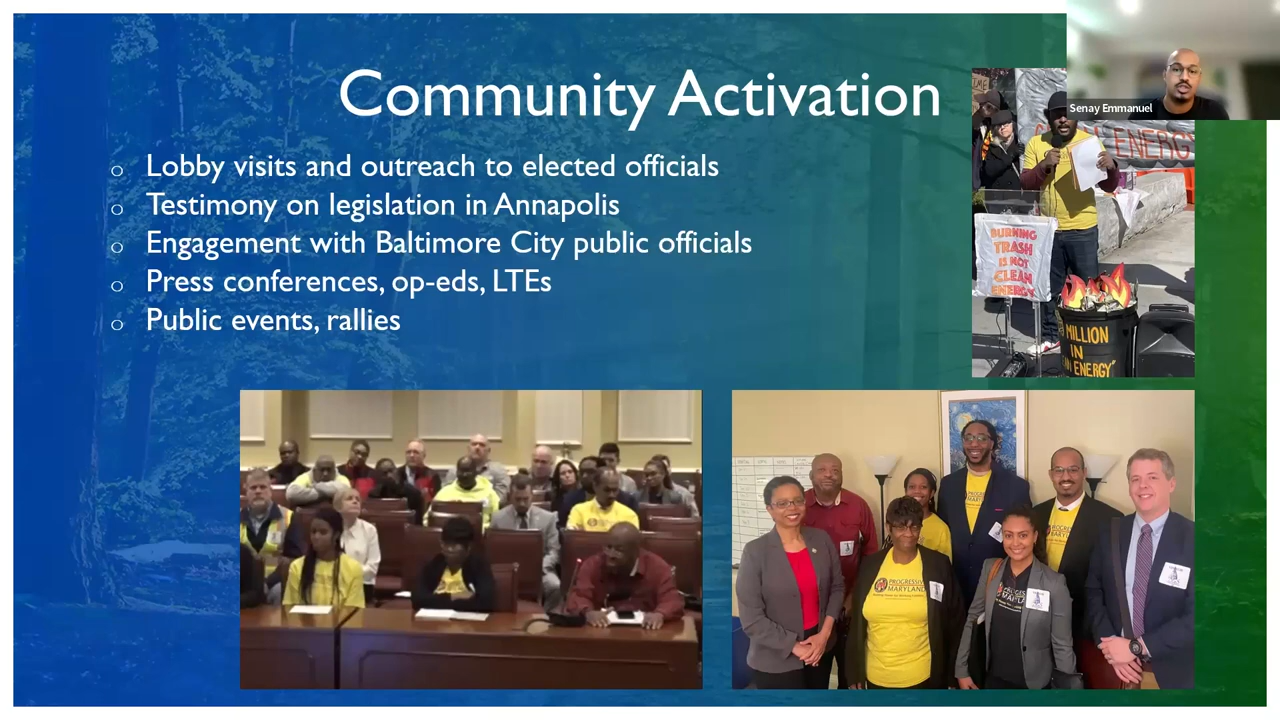 Community Activation
Senay Emmanuel
Lobby visits and outreach to elected officials
Testimony on legislation in Annapolis
Engagement with Baltimore City public officials
Press conferences, op-eds, LTEs
Public events, rallies
ENERGY
BURNING
TRASH
IS NOT
CLEAN
ENERGY
MILLION
IN
ENERGY"
PROGRESSIVE
MARYLAND